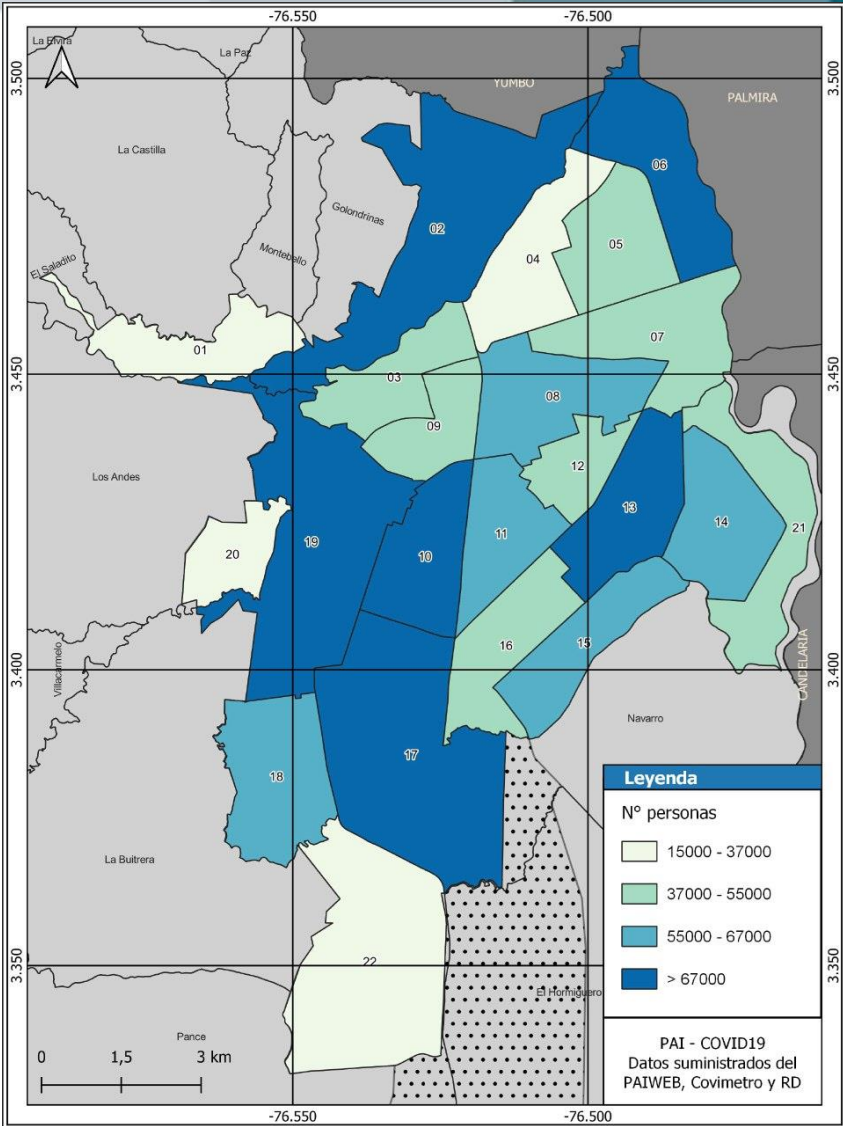 -76.550
-76.500
La Elvira
La Paz
3.500
3.500
YUMBO
PALMIRA
La Castilla
06
Golondrinas
02
05
Montebello
04
El Saladito
07
01
3.450
3.450
03
08
09
12
Los Andes
13
14
21
19
11
20
10
16
15
Villacarmelo
3.400
3.400
CANDELARIA
Navarro
17
18
La Buitrera
22
3.350
3.350
El Hormiguero
Pance
0 1,5 3 km
Leyenda
N° personas
15000 - 37000
37000 - 55000
55000 - 67000
> 67000
PAI - COVID19
Datos suministrados del
PAIWEB, Covimetro y RD
-76.550
-76.500